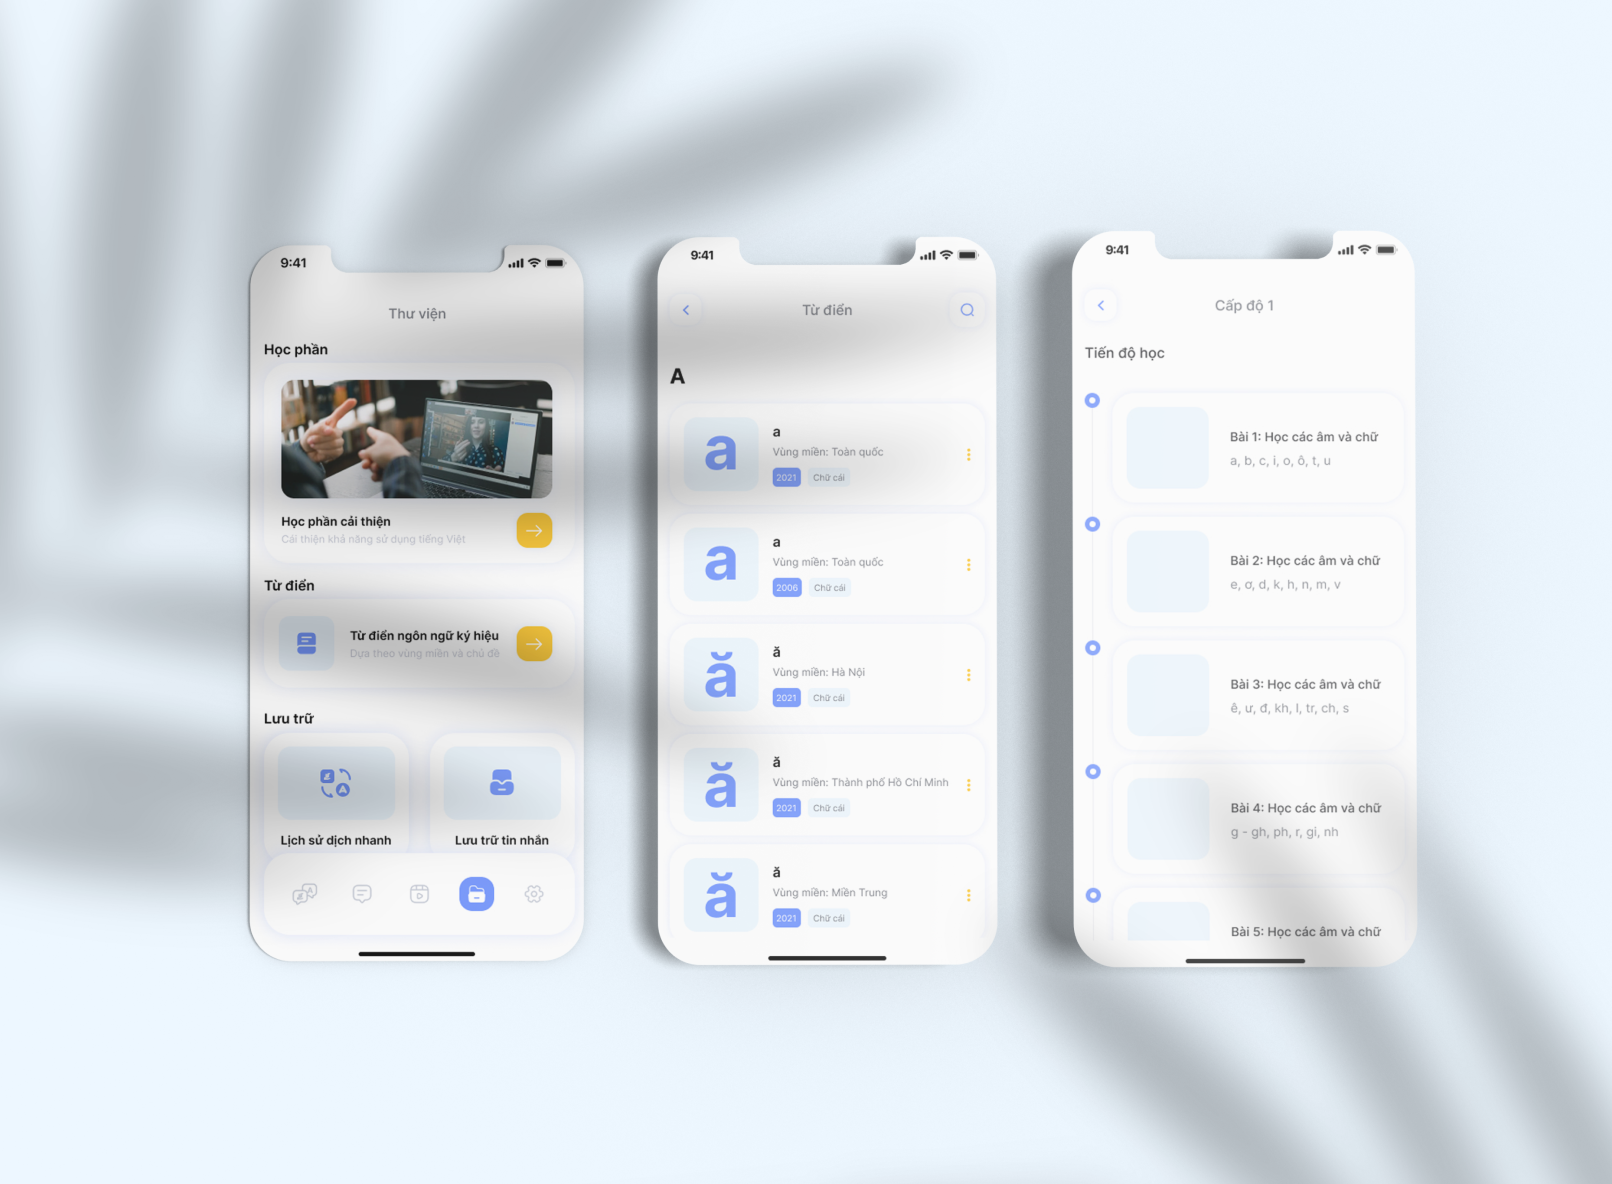 9:41
Thư viện
Học phần
Học phần cải thiện
Cải thiện khả năng sử dụng tiếng Việt
Từ điển
Từ điển ngôn ngữ ký hiệu
Dựa theo vùng miền và chủ đề
Lưu trữ
Lịch sử dịch nhanh
Lưu trữ tin nhắn
9:41
Từ điển
A
a
a
Vùng miền: Toàn quốc
2021 Chữ cái
a
a
Vùng miền: Toàn quốc
2006 Chữ cái
ă
ă
Vùng miền: Hà Nội
2021 Chữ cái
ă
ă
Vùng miền: Thành phố Hồ Chí Minh
2021 Chữ cái
ă
ă
Vùng miền: Miền Trung
2021 Chữ cái
9:41
Cấp độ 1
Tiến độ học
Bài 1: Học các âm và chữ
a, b, c, i, o, ô, t, u
Bài 2: Học các âm và chữ
e, ơ, d, k, h, n, m, v
Bài 3: Học các âm và chữ
ê, ư, đ, kh, l, tr, ch, s
Bài 4: Học các âm và chữ
g - gh, ph, r, gi, nh
Bài 5: Học các âm và chữ